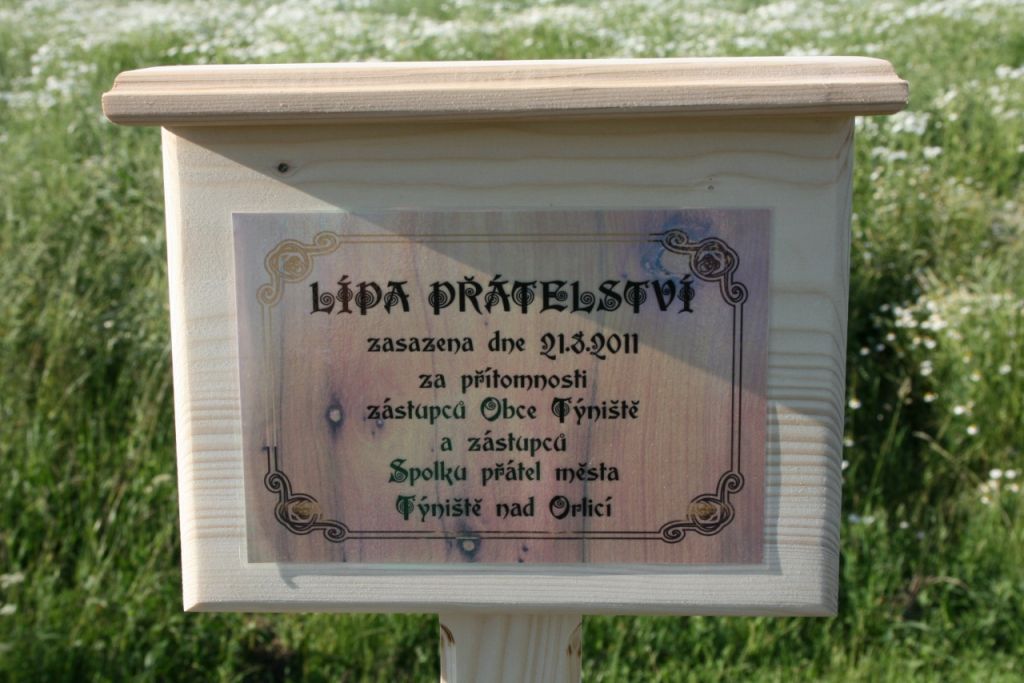 LÍPA PŘÁTELSTVÍ
zasazena dne 21.3.2011
za přítomnosti
zástupců Obce Týniště
a zástupců
Spolku přátel města
Týniště nad Orlicí